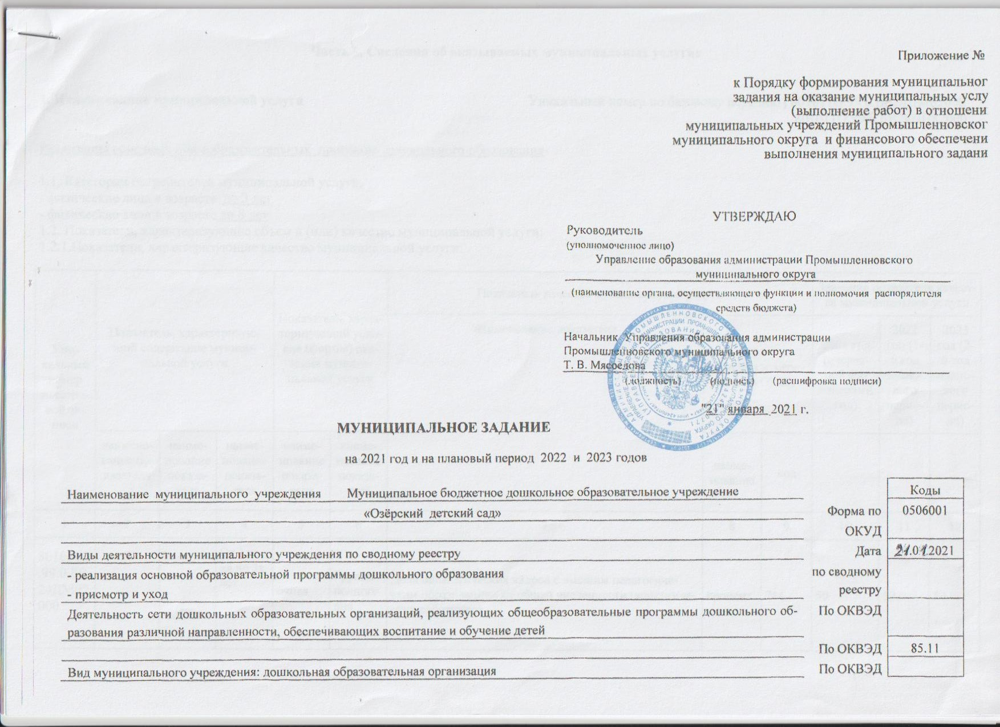 Приложение №
к Порядку формирования муниципальног
задания на оказание муниципальных услу
(выполнение работ) в отношени
муниципальных учреждений Промышленновског
муниципального округа и финансового обеспечени
выполнения муниципального задани
УТВЕРЖДАЮ
Руководитель
(уполномоченное лицо)
Управление образования администрации Промышленновского
муниципального округа
(наименование органа, осуществляющего функции и полномочия распорядителя
средств бюджета)
Начальник Управления образования администрации
Промышленновского муниципального округа
Т. В. Мясоедова
(должность) (подпись) (расшифровка подписи)
"21" января 2021 г.
МУНИЦИПАЛЬНОЕ ЗАДАНИЕ
на 2021 год и на плановый период 2022 и 2023 годов
Коды
Наименование муниципального учреждения Муниципальное бюджетное дошкольное образовательное учреждение
«Озёрский детский сад»
Форма по 0506001
ОКУД
Виды деятельности муниципального учреждения по сводному реестру
Дата 21.01.2021
- реализация основной образовательной программы дошкольного образования
по сводному
- присмотр и уход
реестру
Деятельность сети дошкольных образовательных организаций, реализующих общеобразовательные программы дошкольного об-
По ОКВЭД
разования различной направленности, обеспечивающих воспитание и обучение детей
По ОКВЭД 85.11
Вид муниципального учреждения: дошкольная образовательная организация
По ОКВЭД